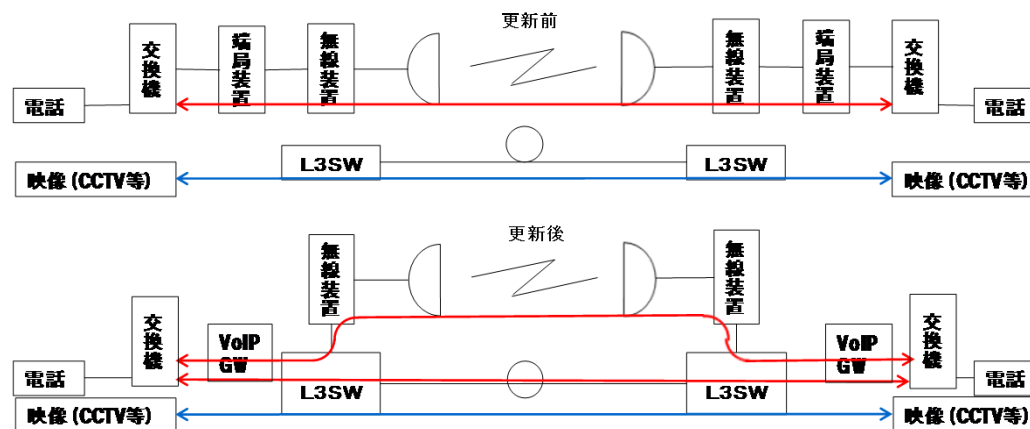 更新前
交換機
端局装置
無線装置
無線装置
端局装置
交換機
電話
電話
L3SW
L3SW
映像(CCTV等)
映像(CCTV等)
更新後
無線装置
無線装置
交換機
VoIP
GW
VoIP
GW
交換機
電話
L3SW
L3SW
電話
映像(CCTV等)
映像(CCTV等)